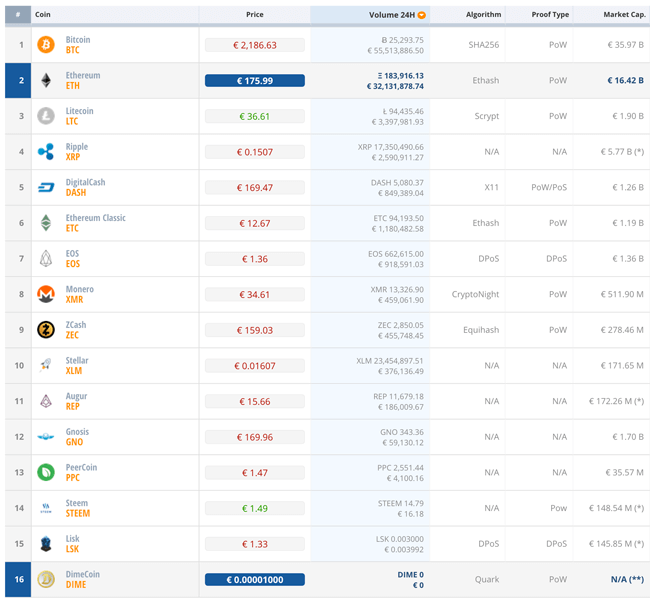 # Coin Price Volume 24H Algorithm Proof Type Market Cap.
1 Bitcoin BTC € 2,186.63 Ƀ 25,293.75 € 55,513,886.50 SHA256 PoW € 35.97 B
2 Ethereum ETH € 175.99 Ξ 183,916.13 € 32,131,878.74 Ethash PoW € 16.42 B
3 Litecoin LTC € 36.61 Ł 94,435.46 € 3,397,981.93 Scrypt PoW € 1.90 B
4 Ripple XRP € 0.1507 XRP 17,350,490.66 € 2,590,911.27 N/A N/A € 5.77 B (*)
5 DigitalCash DASH € 169.47 DASH 5,080.37 € 849,389.04 X11 PoW/PoS € 1.26 B
6 Ethereum Classic ETC € 12.67 ETC 94,193.50 € 1,180,482.58 Ethash PoW € 1.19 B
7 EOS EOS € 1.36 EOS 662,615.00 € 918,591.03 DPoS DPoS € 1.36 B
8 Monero XMR € 34.61 XMR 13,326.90 € 459,061.90 CryptoNight PoW € 511.90 M
9 ZCash ZEC € 159.03 ZEC 2,850.05 € 455,748.45 Equihash PoW € 278.46 M
10 Stellar XLM € 0.01607 XLM 23,454,897.51 € 376,136.49 N/A N/A € 171.65 M
11 Augur REP € 15.66 REP 11,679.18 € 186,009.67 N/A N/A € 172.26 M (*)
12 Gnosis GNO € 169.96 GNO 343.36 € 59,130.12 N/A N/A € 1.70 B
13 PeerCoin PPC € 1.47 PPC 2,551.44 € 4,100.16 N/A N/A € 35.57 M
14 STEEM Steem STEEM € 1.49 STEEM 14.79 € 16.18 N/A Pow € 148.54 M (*)
15 Lisk LSK € 1.33 LSK 0.003000 € 0.003992 DPoS DPoS € 145.85 M (*)
16 DimeCoin DIME € 0.00001000 DIME 0 € 0 Quark PoW N/A (**)